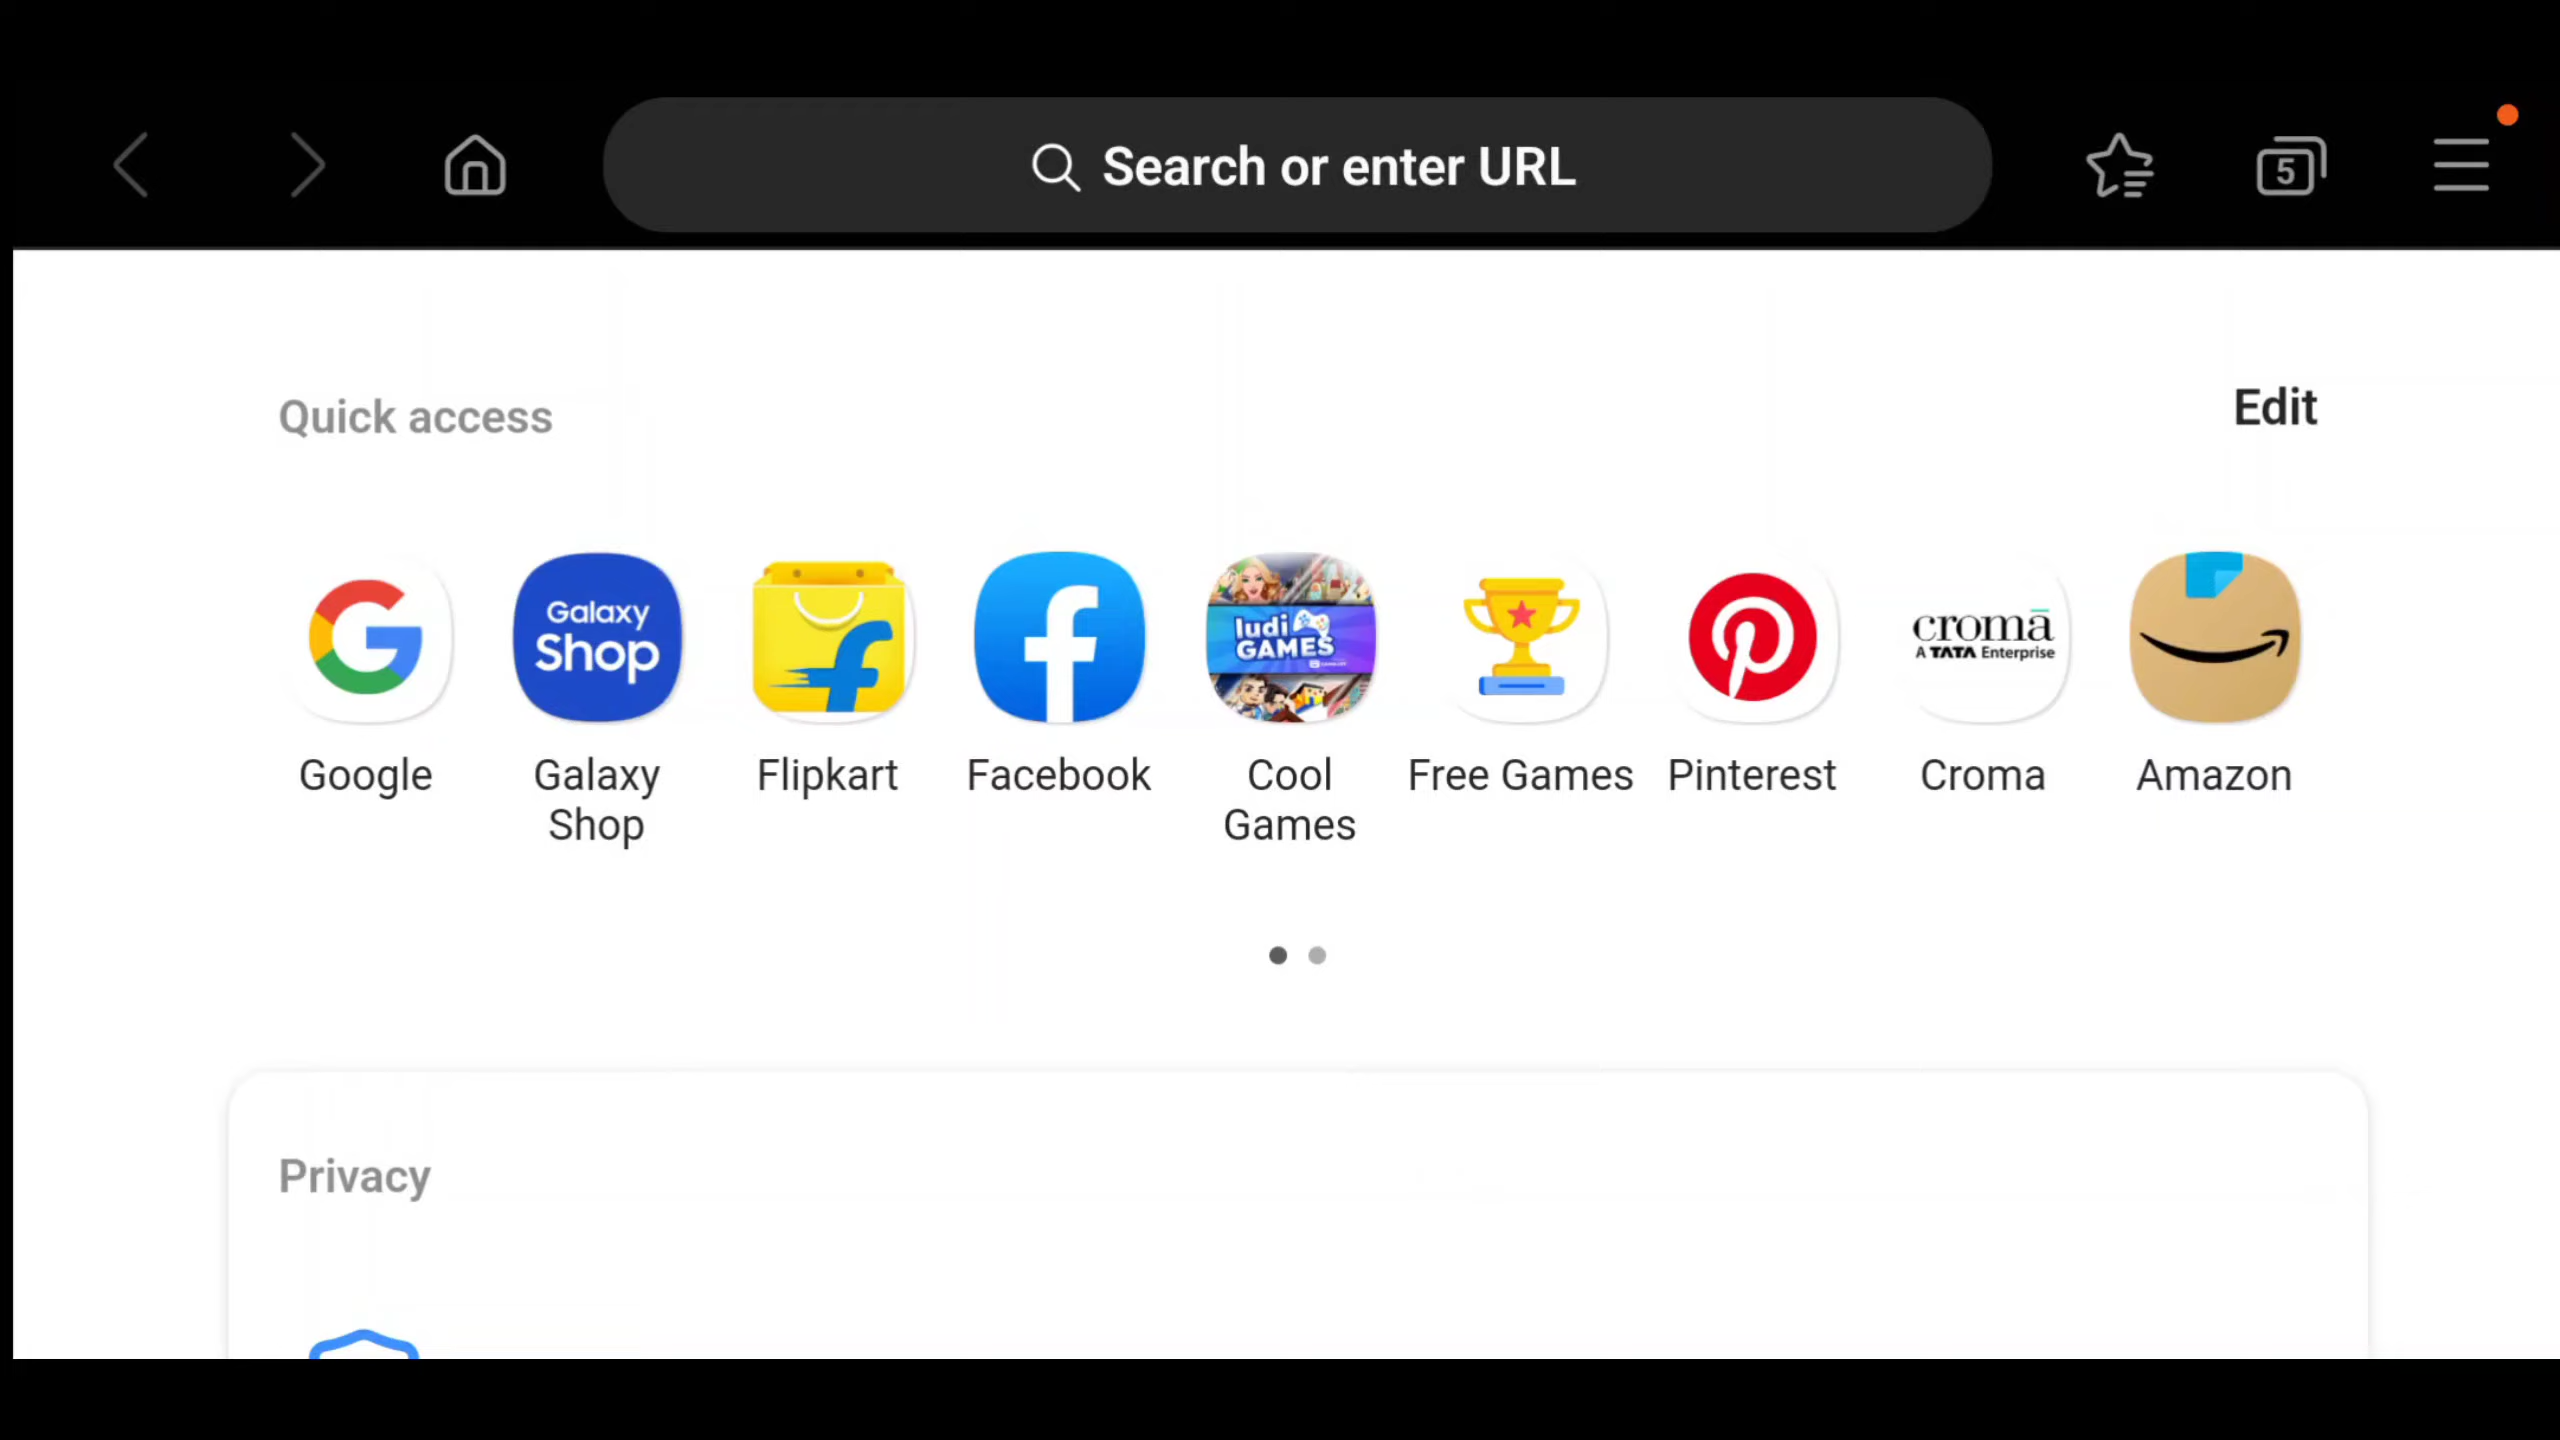 Search or enter URL
5
Quick access
Edit
Galaxy
Shop
f
ludi
GAMES
cromā
A TATA Enterprise
Google
Galaxy
Shop
Flipkart
Facebook
Cool
Games
Free Games
Pinterest
Croma
Amazon
Privacy